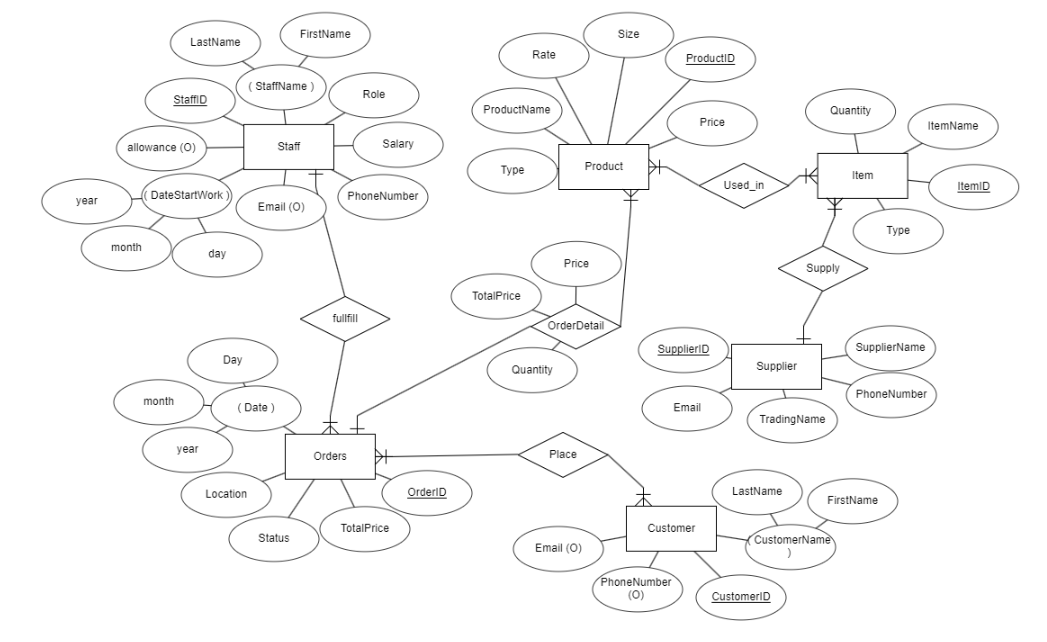 LastName
FirstName
( StaffName )
StaffID
Role
allowance (O)
Staff
Salary
( DateStartWork )
Email (O)
PhoneNumber
year
month
day
Size
Rate
ProductID
ProductName
Price
Type
Product
Used_in
Quantity
ItemName
Item
ItemID
Type
Supply
fullfill
Price
TotalPrice
OrderDetail
Quantity
SupplierID
SupplierName
Supplier
PhoneNumber
Email
TradingName
Day
month
( Date )
year
Orders
Location
OrderID
Status
TotalPrice
Place
LastName
FirstName
Customer
( CustomerName
)
Email (O)
PhoneNumber
(O)
CustomerID